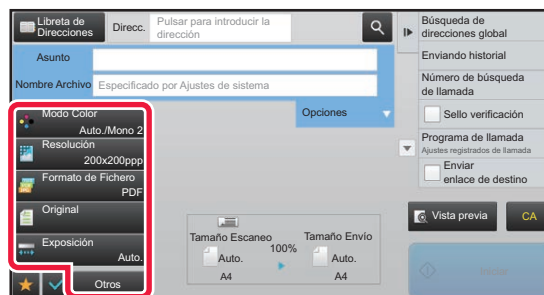 Libreta de
Direcciones
Direcc.
Pulsar para introducir la
dirección
Asunto
Nombre Archivo
Especificado por Ajustes de sistema
Opciones
Modo Color
Auto./Mono 2
Resolución
200x200ppp
Formato de Fichero
PDF
Original
Exposición
Auto.
Otros
Tamaño Escaneo
100%
Tamaño Envío
Auto.
A4
Auto.
A4
Búsqueda de
direcciones global
Enviando historial
Número de búsqueda
de llamada
Sello verificación
Programa de llamada
Ajustes registrados de llamada
Enviar
enlace de destino
Vista previa
CA